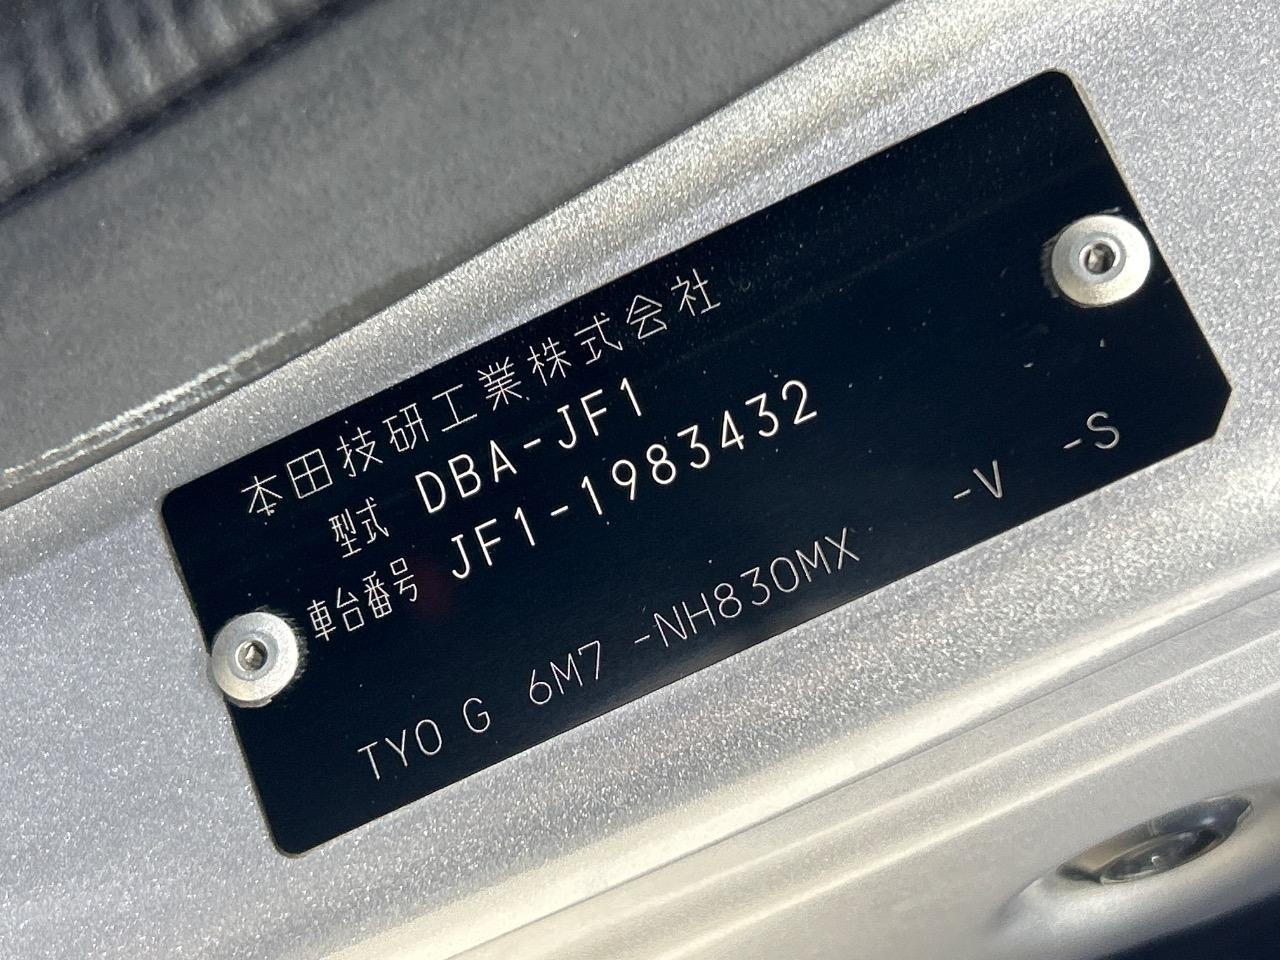 本田技研工業株式会社
型式 DBA-JF1
車台番号 JF1-1983432
TYO G 6M7 -NH830MX -V -S